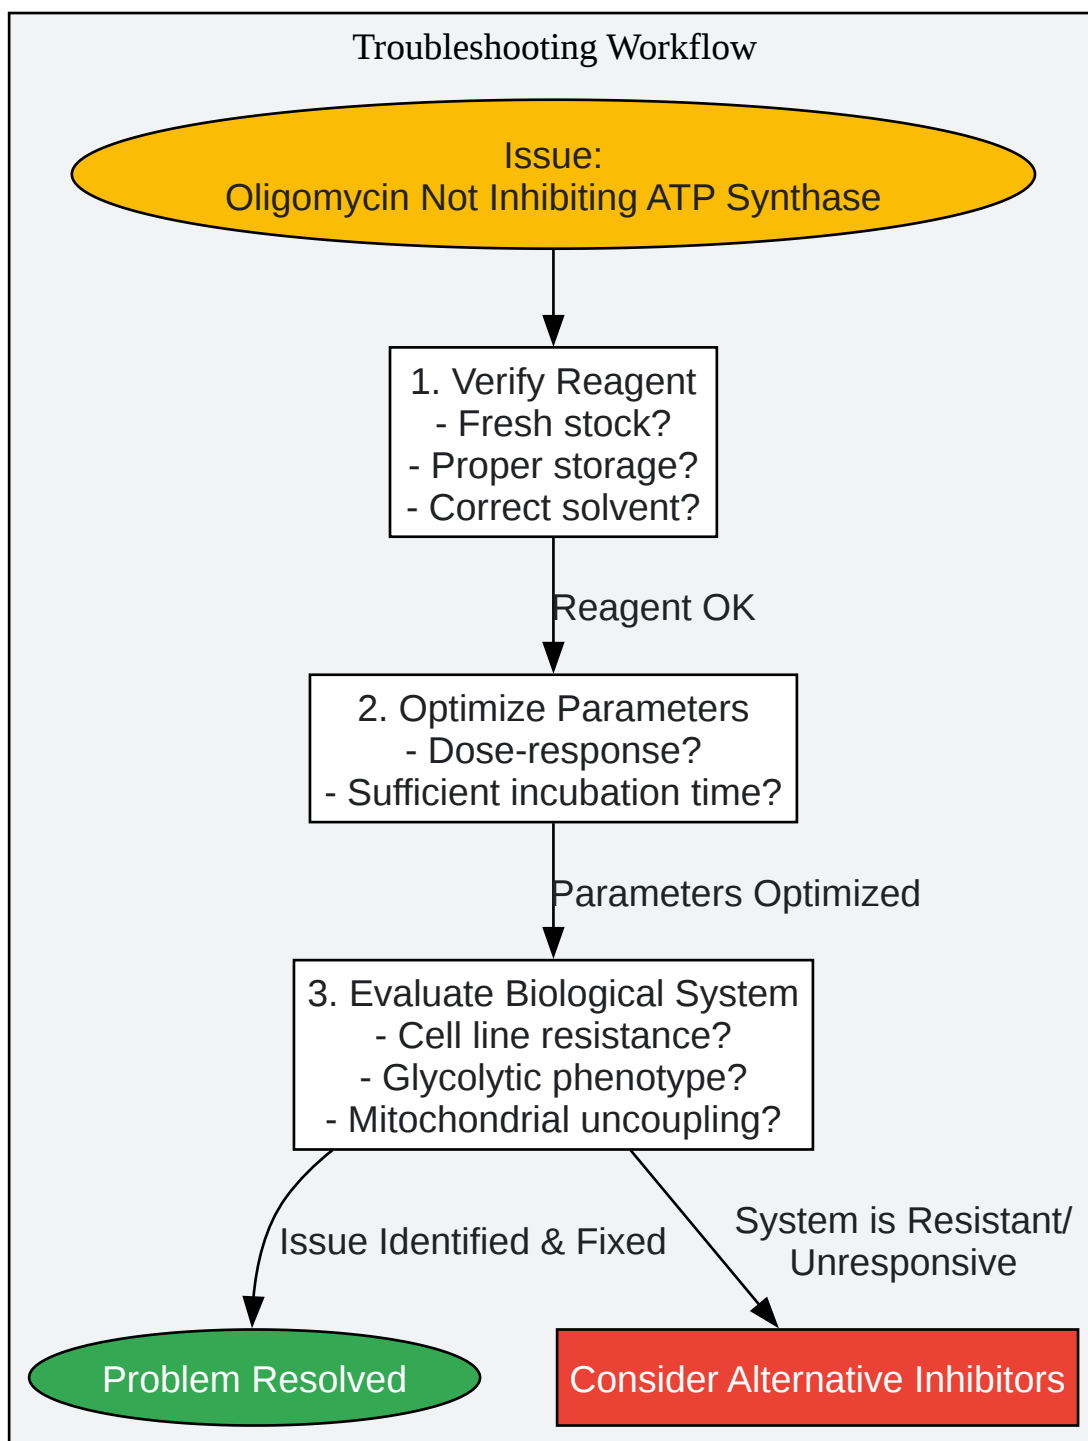 Troubleshooting Workflow
Issue:
Oligomycin Not Inhibiting ATP Synthase
1. Verify Reagent
- Fresh stock?
- Proper storage?
- Correct solvent?
Reagent OK
2. Optimize Parameters
- Dose-response?
- Sufficient incubation time?
Parameters Optimized
3. Evaluate Biological System
- Cell line resistance?
- Glycolytic phenotype?
- Mitochondrial uncoupling?
Issue Identified & Fixed
System is Resistant/
Unresponsive
Problem Resolved
Consider Alternative Inhibitors